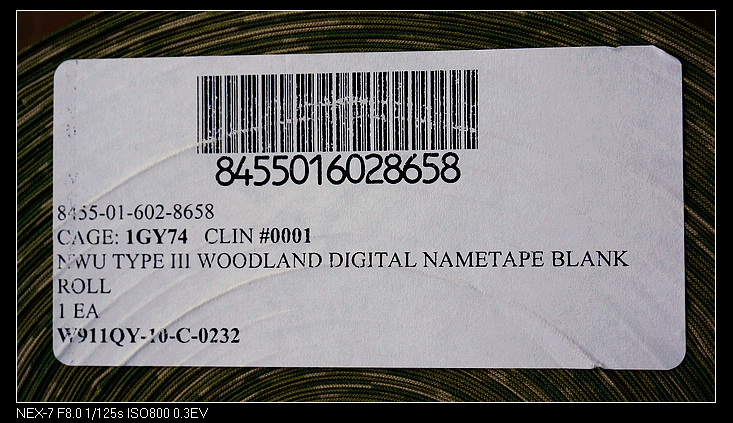 8455016028658
8455-01-602-8658
CAGE: 1GY74 CLIN #0001
NWU TYPE III WOODLAND DIGITAL NAMETAPE BLANK
ROLL
1 EA
W911QY-10-C-0232
NEX-7 F8.0 1/125s ISO800 0.3EV